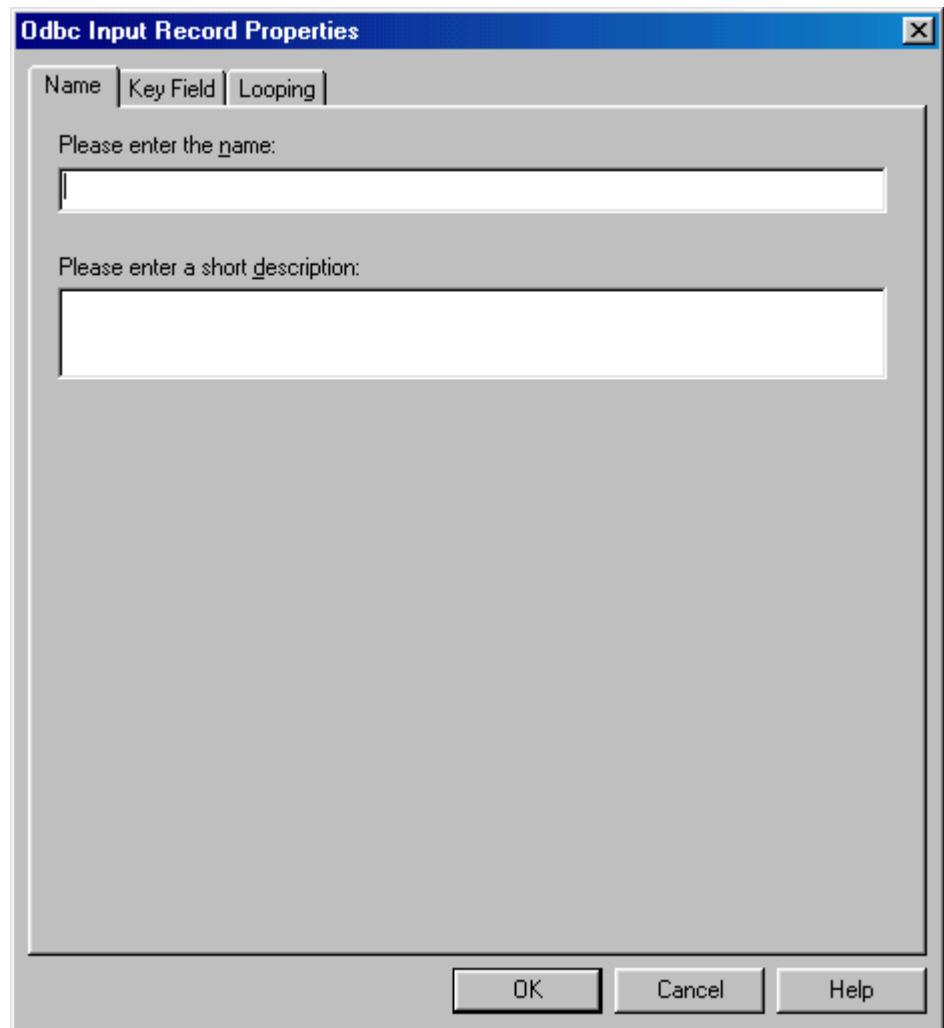 Odbc Input Record Properties
Name Key Field Looping
Please enter the name:
Please enter a short description:
OK Cancel Help